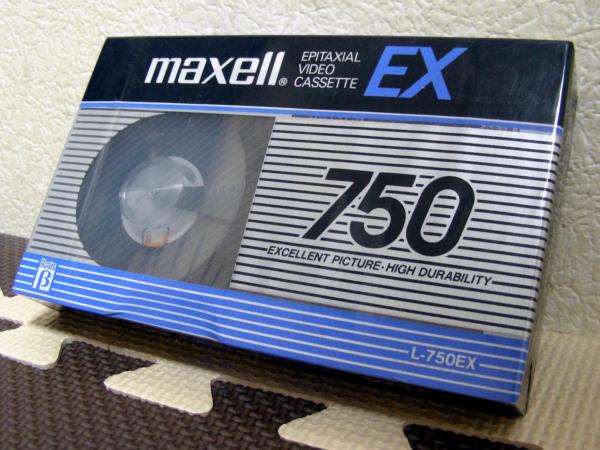 maxell® EPITAXIAL
VIDEO
CASSETTE
EX
750
EXCELLENT PICTURE·HIGH DURABILITY
Beta
β
L-750EX